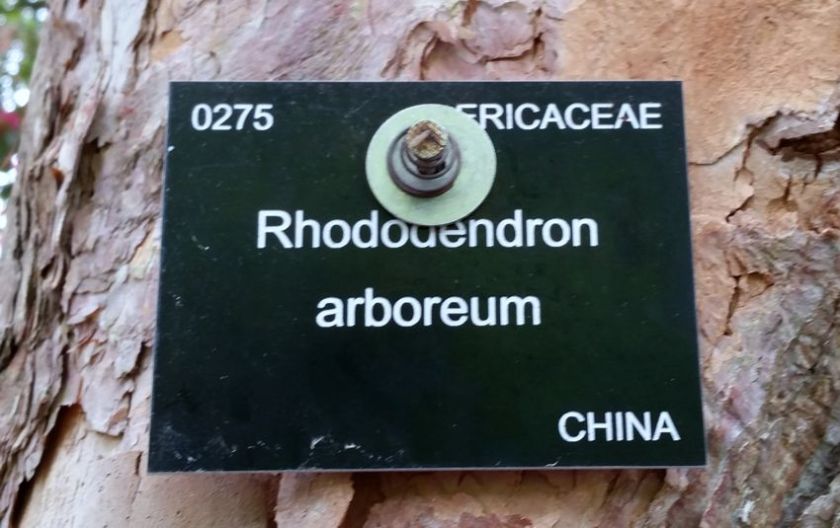 0275 ERICACEAE
Rhododendron
arboreum
CHINA